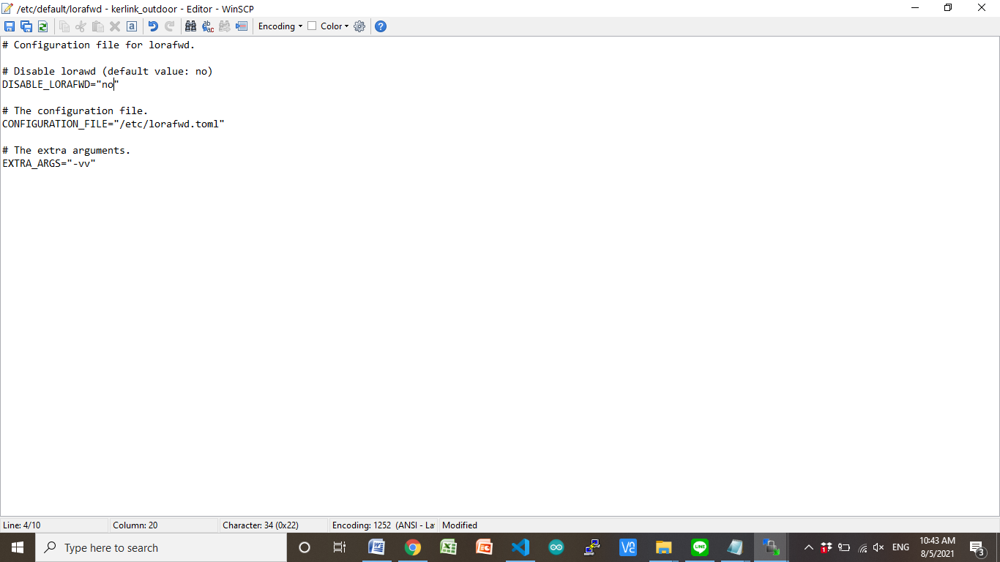 /etc/default/lorafwd - kerlink_outdoor - Editor - WinSCP
Encoding
Color
# Configuration file for lorafwd.
# Disable lorawd (default value: no)
DISABLE_LORAFWD="no"
# The configuration file.
CONFIGURATION_FILE="/etc/lorafwd.toml"
# The extra arguments.
EXTRA_ARGS="-vv"
Line: 4/10
Column: 20
Character: 34 (0x22)
Encoding: 1252 (ANSI - La
Modified
Type here to search
ENG
10:43 AM
8/5/2021
3